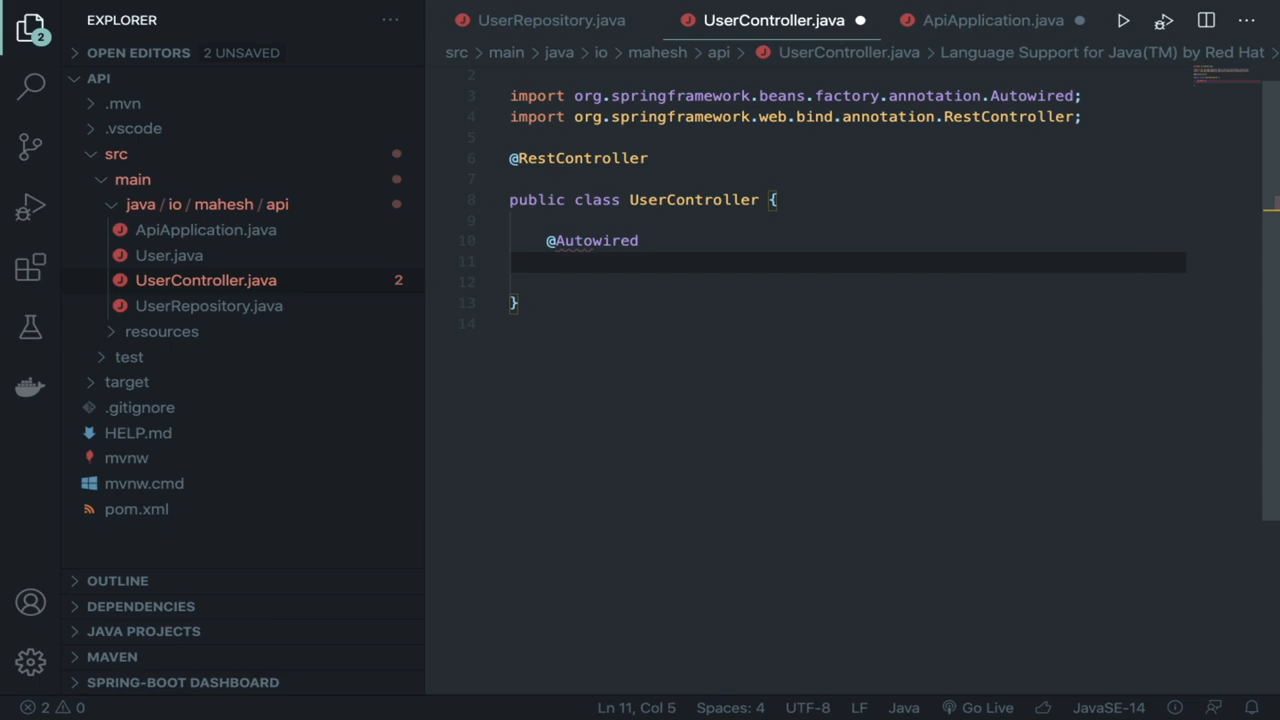 EXPLORER
OPEN EDITORS 2 UNSAVED
API
.mvn
.vscode
src
main
java / io / mahesh / api
ApiApplication.java
User.java
UserController.java 2
UserRepository.java
resources
test
target
.gitignore
HELP.md
mvnw
mvnw.cmd
pom.xml
OUTLINE
DEPENDENCIES
JAVA PROJECTS
MAVEN
SPRING-BOOT DASHBOARD
2
UserRepository.java UserController.java ApiApplication.java
src > main > java > io > mahesh > api > UserController.java > Language Support for Java(TM) by Red Hat >
2
3 import org.springframework.beans.factory.annotation.Autowired;
4 import org.springframework.web.bind.annotation.RestController;
5
6 @RestController
7
8 public class UserController {
9
10 @Autowired
11
12
13 }
14
2 0 Ln 11, Col 5 Spaces: 4 UTF-8 LF Java Go Live JavaSE-14